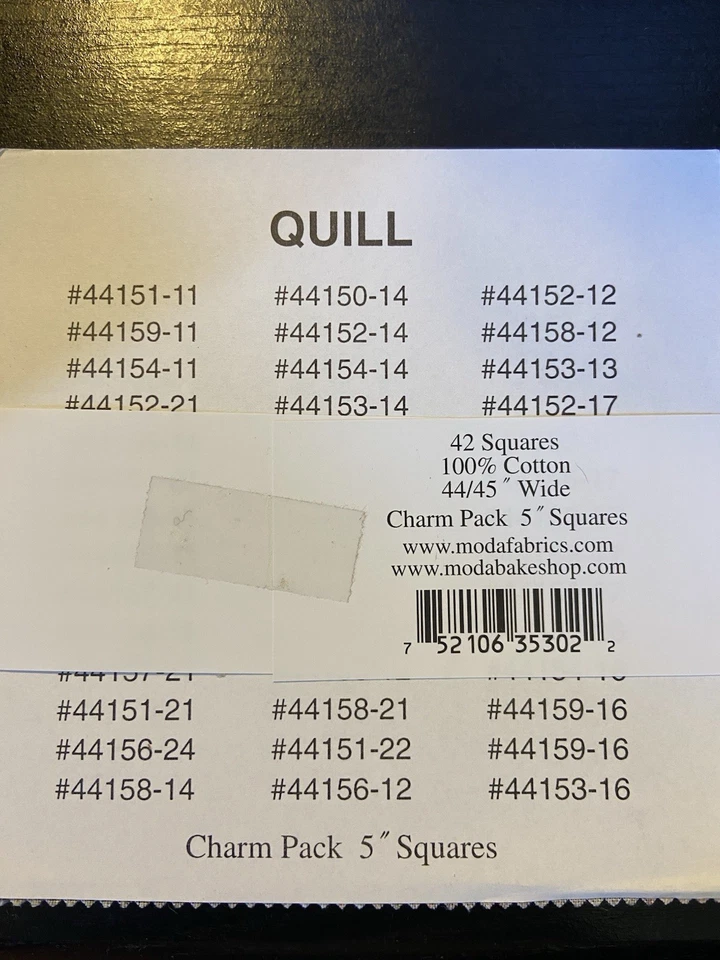 QUILL
#44151-11 #44150-14 #44152-12
#44159-11 #44152-14 #44158-12
#44154-11 #44154-14 #44153-13
#44152-21 #44153-14 #44152-17
42 Squares
100% Cotton
44/45″ Wide
Charm Pack 5″ Squares
www.modafabrics.com
www.modabakeshop.com
7 52106 35302 2
#44151-21 #44158-21 #44159-16
#44156-24 #44151-22 #44159-16
#44158-14 #44156-12 #44153-16
Charm Pack 5″ Squares